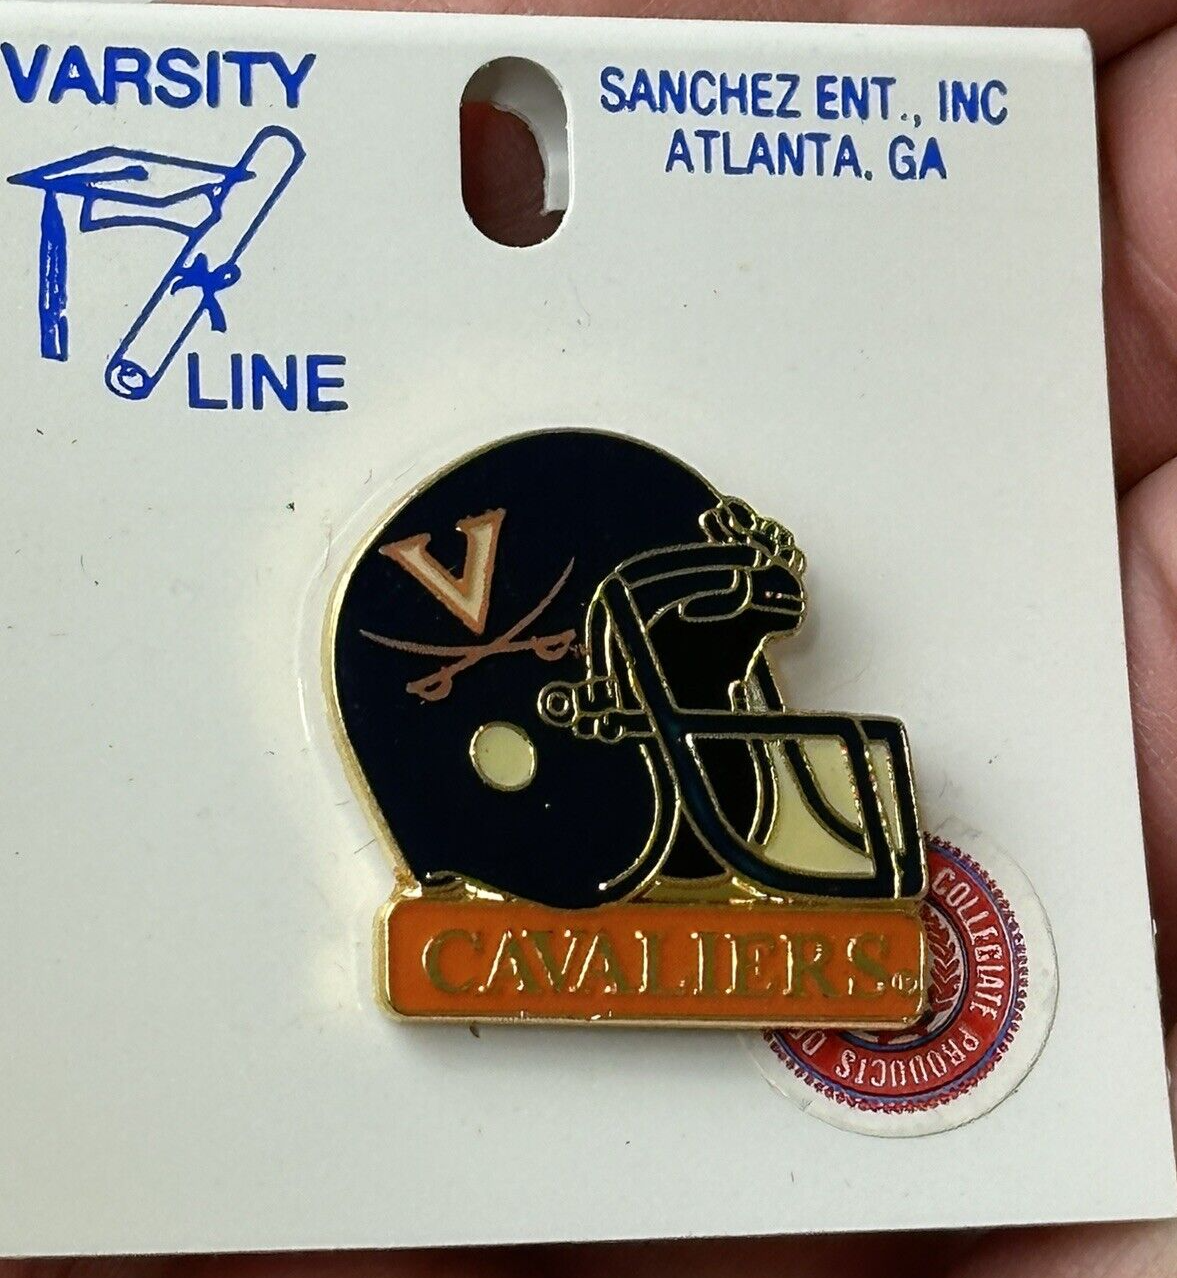 VARSITY
LINE
SANCHEZ ENT., INC
ATLANTA. GA
V
CAVALIERS®
COLLEGIATE PRODUCTS